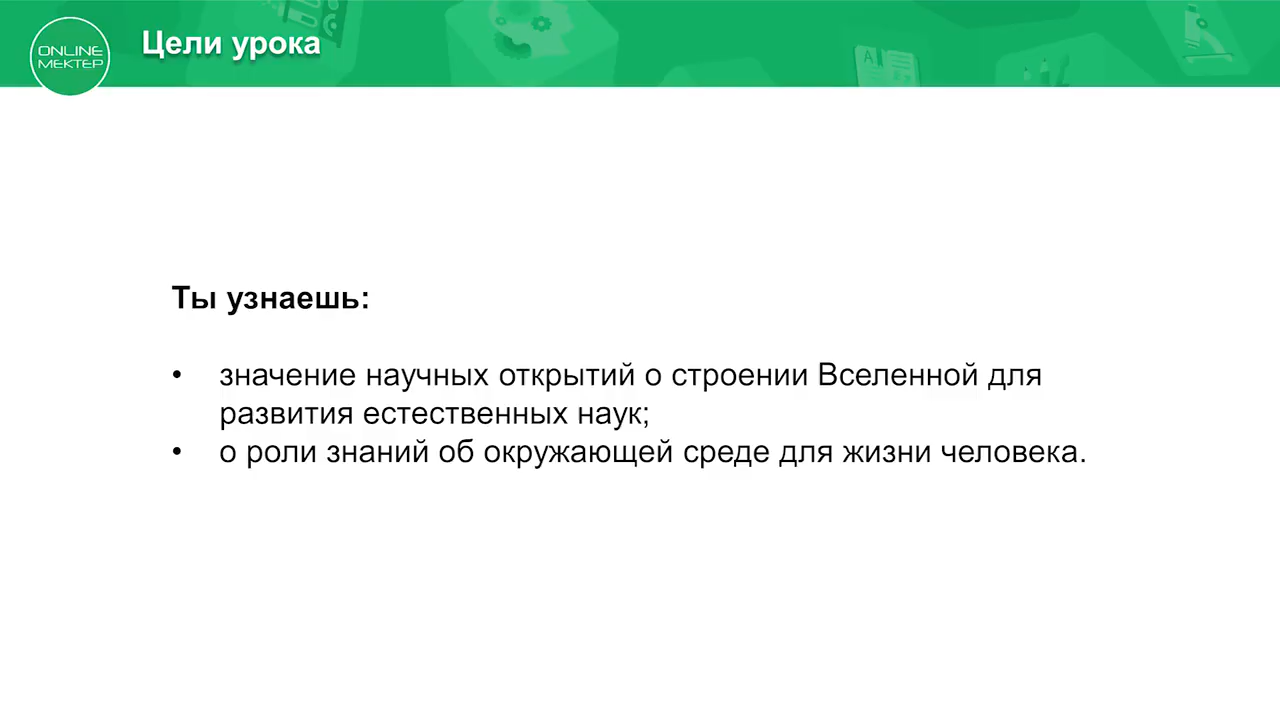 ONLINE
МЕКТЕР
Цели урока
Ты узнаешь:
• значение научных открытий о строении Вселенной для
развития естественных наук;
• о роли знаний об окружающей среде для жизни человека.